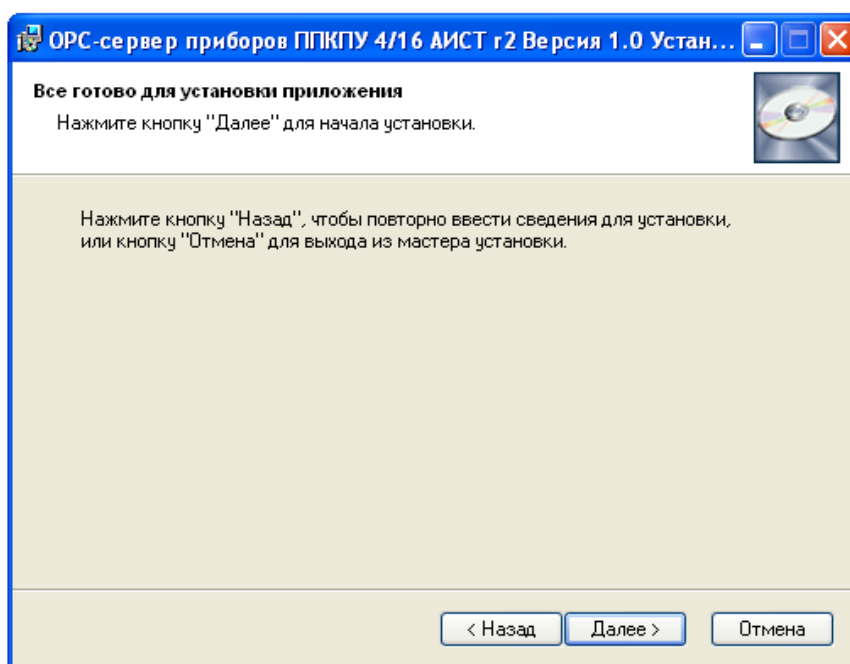 ОРС-сервер приборов ППКПУ 4/16 АИСТ r2 Версия 1.0 Устан...
Все готово для установки приложения
Нажмите кнопку "Далее" для начала установки.
Нажмите кнопку "Назад", чтобы повторно ввести сведения для установки,
или кнопку "Отмена" для выхода из мастера установки.
< Назад
Далее >
Отмена